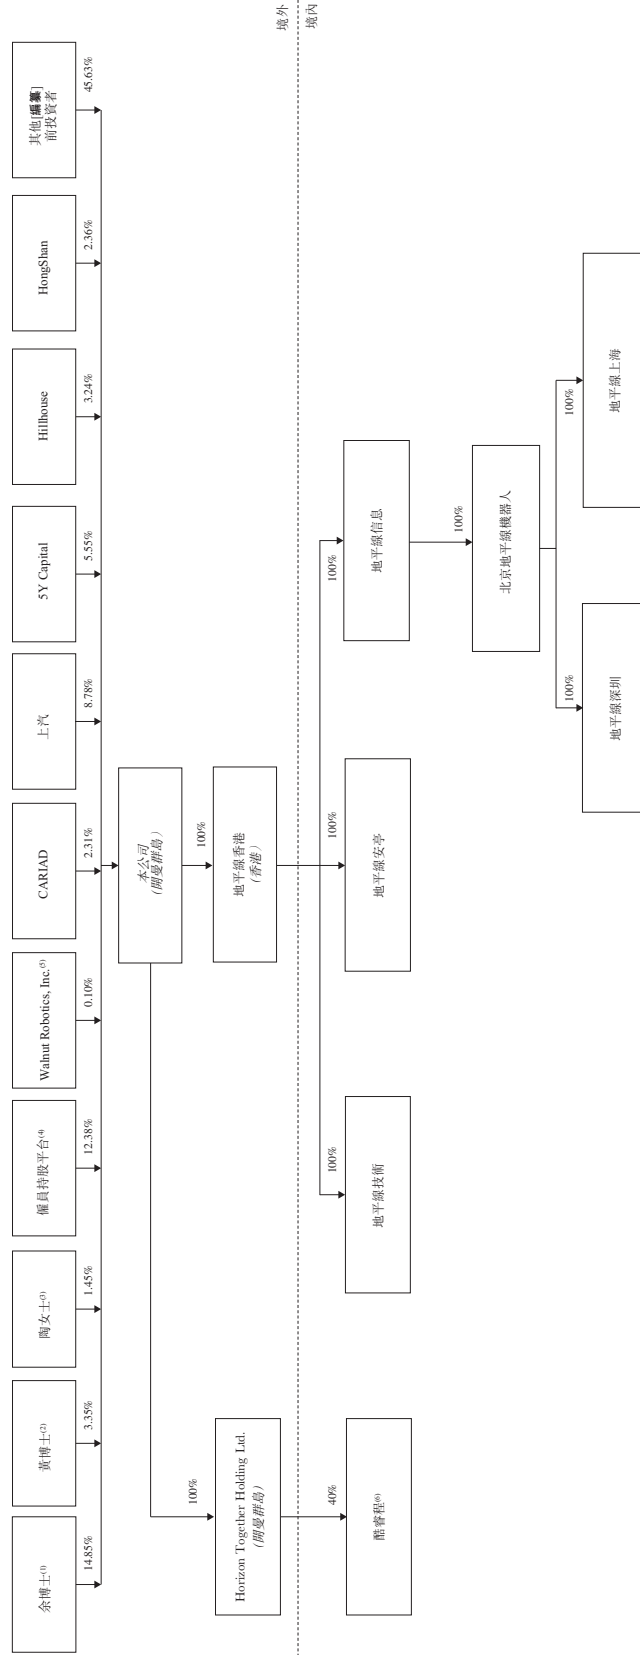 余博士(1)
黃博士(2)
陶女士(3)
僱員持股平台(4)
Walnut Robotics, Inc.(5)
CARIAD
上汽
5Y Capital
Hillhouse
HongShan
其他[編纂]
前投資者
14.85%
3.35%
1.45%
12.38%
0.10%
2.31%
8.78%
5.55%
3.24%
2.36%
45.63%
本公司
(開曼群島)
100%
100%
Horizon Together Holding Ltd.
(開曼群島)
地平線香港
(香港)
境外
境內
40%
100%
100%
100%
酷睿程(6)
地平線技術
地平線安亭
地平線信息
100%
北京地平線機器人
100%
100%
地平線深圳
地平線上海